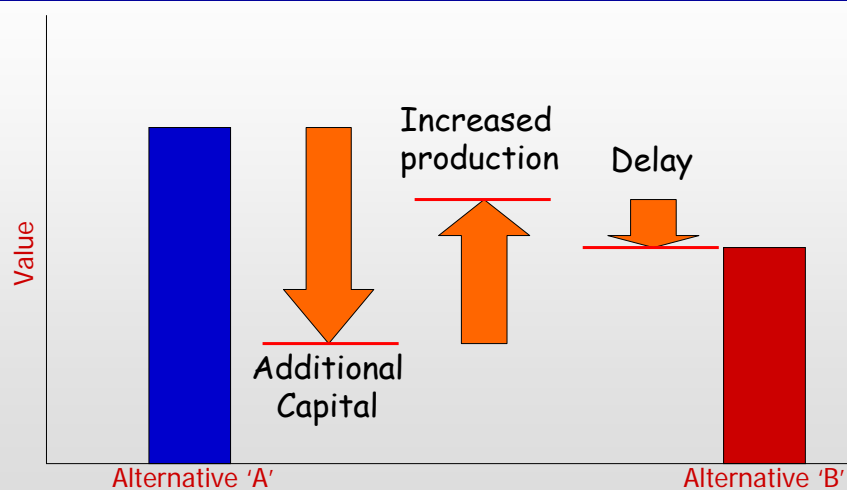 Increased
production
Delay
Value
Additional
Capital
Alternative ‘A’
Alternative ‘B’